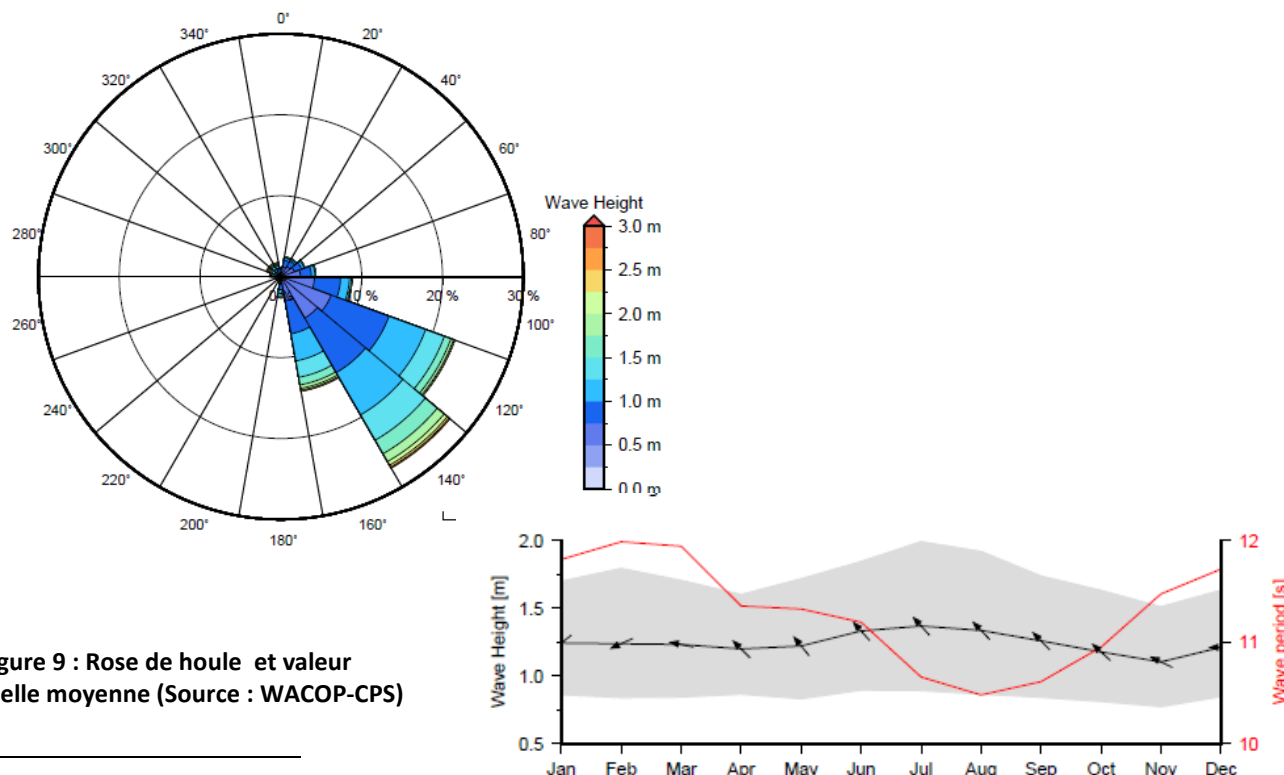 0°
340° 20°
320° 40°
300° 60°
280° 80°
260° 100°
240° 120°
220° 140°
200° 160°
180°
10 % 20 % 30 %
Wave Height
3.0 m
2.5 m
2.0 m
1.5 m
1.0 m
0.5 m
0.0 m
gure 9 : Rose de houle et valeur
elle moyenne (Source : WACOP-CPS)
Wave Height [m]
2.0
1.5
1.0
0.5
12
11
10
Wave period [s]
Jan Feb Mar Apr May Jun Jul Aug Sep Oct Nov Dec